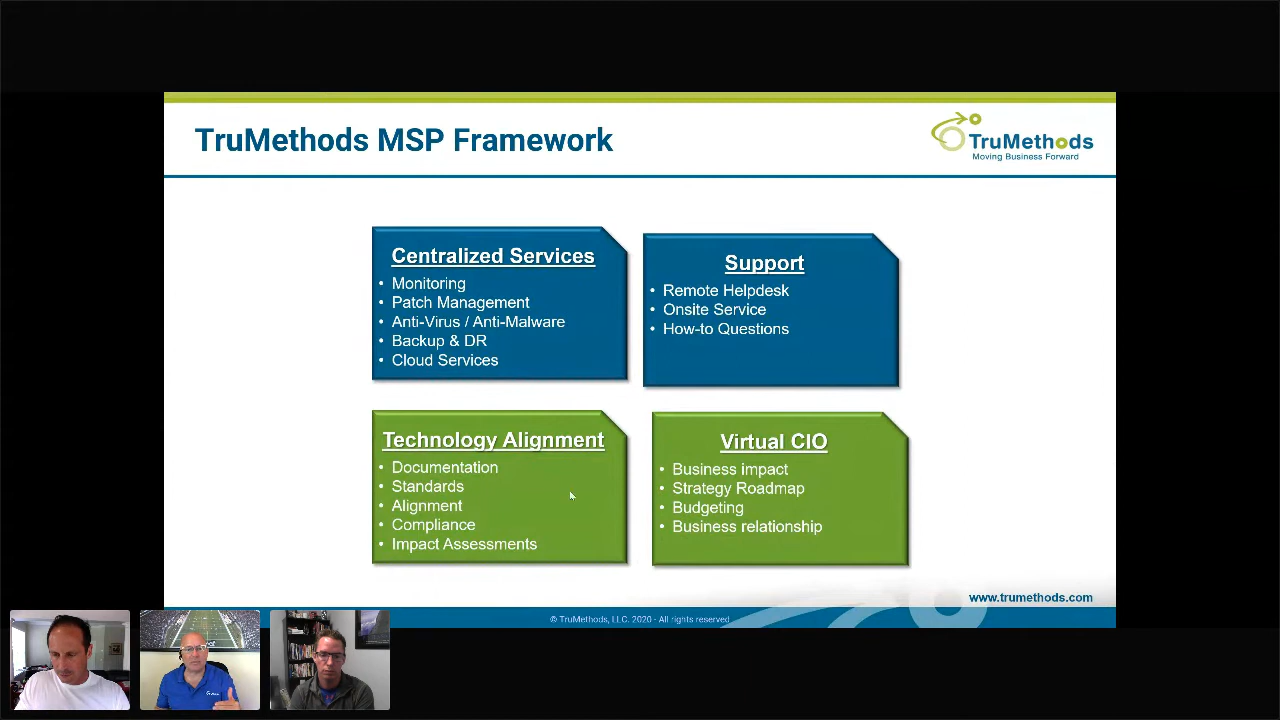 TruMethods MSP Framework
TruMethods
Moving Business Forward
Centralized Services
• Monitoring
• Patch Management
• Anti-Virus / Anti-Malware
• Backup & DR
• Cloud Services
Support
• Remote Helpdesk
• Onsite Service
• How-to Questions
Technology Alignment
• Documentation
• Standards
• Alignment
• Compliance
• Impact Assessments
Virtual CIO
• Business impact
• Strategy Roadmap
• Budgeting
• Business relationship
www.trumethods.com
© TruMethods, LLC. 2020 - All rights reserved